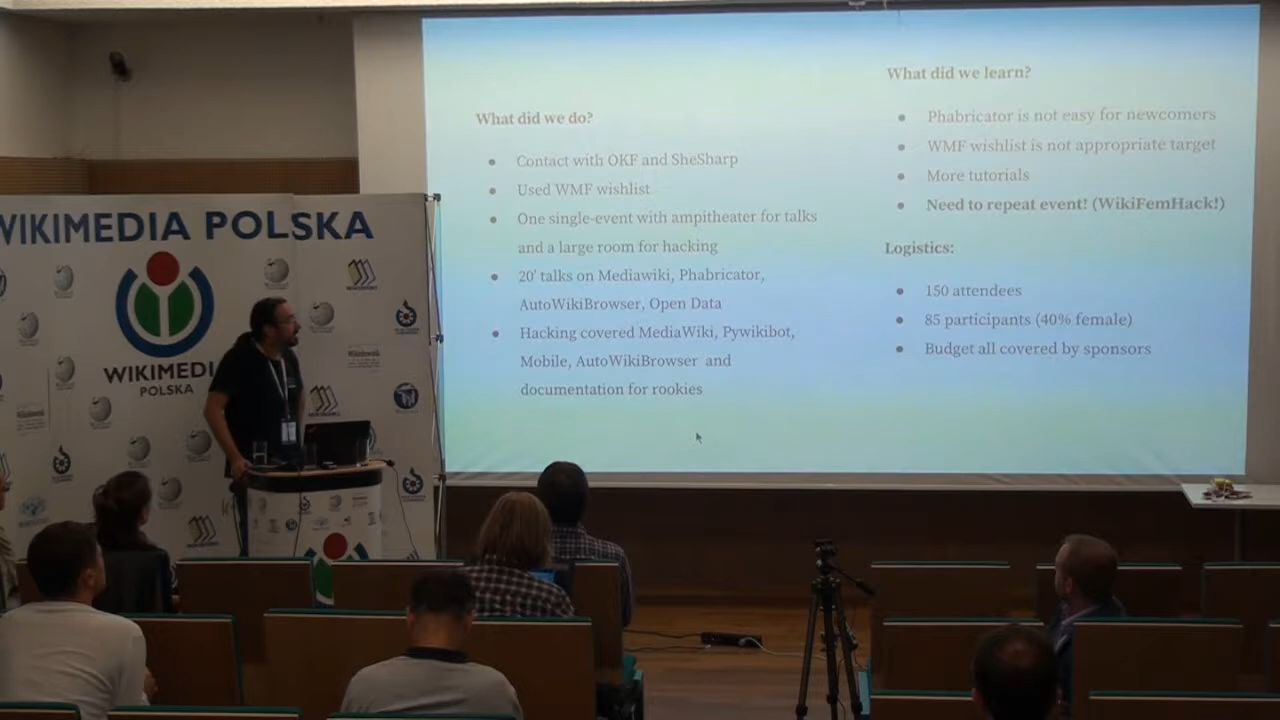 WIKIMEDIA POLSKA
WIKIMEDI
POLSKA
What did we do?
Contact with OKF and SheSharp
Used WMF wishlist
One single-event with ampitheater for talks
and a large room for hacking
20' talks on Mediawiki, Phabricator,
AutoWikiBrowser, Open Data
Hacking covered MediaWiki, Pywikibot,
Mobile, AutoWikiBrowser and
documentation for rookies
What did we learn?
Phabricator is not easy for newcomers
WMF wishlist is not appropriate target
More tutorials
Need to repeat event! (WikiFemHack!)
Logistics:
150 attendees
85 participants (40% female)
Budget all covered by sponsors